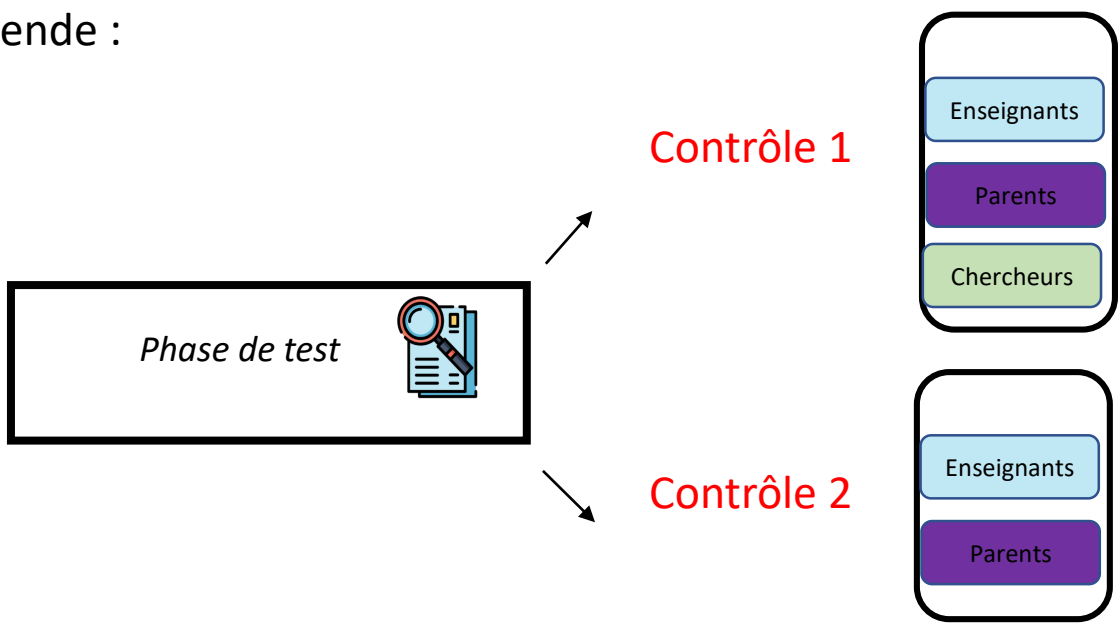 ende :
Contrôle 1
Enseignants
Parents
Chercheurs
Phase de test
Contrôle 2
Enseignants
Parents